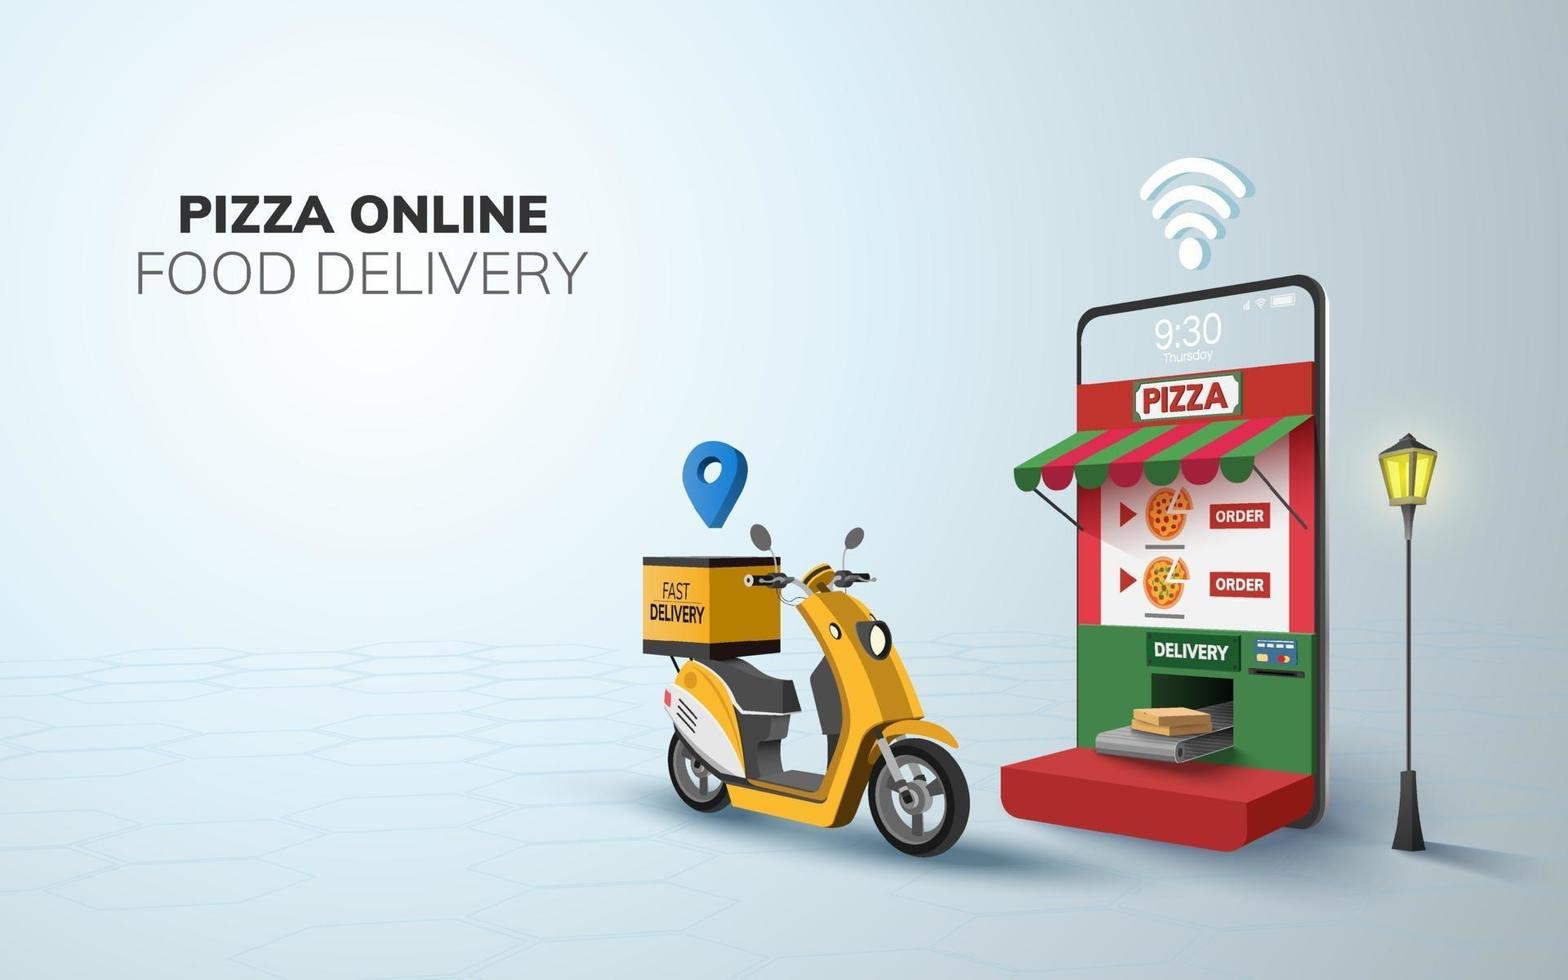 PIZZA ONLINE
FOOD DELIVERY
9:30
Thursday
PIZZA
ORDER
ORDER
FAST
DELIVERY
DELIVERY